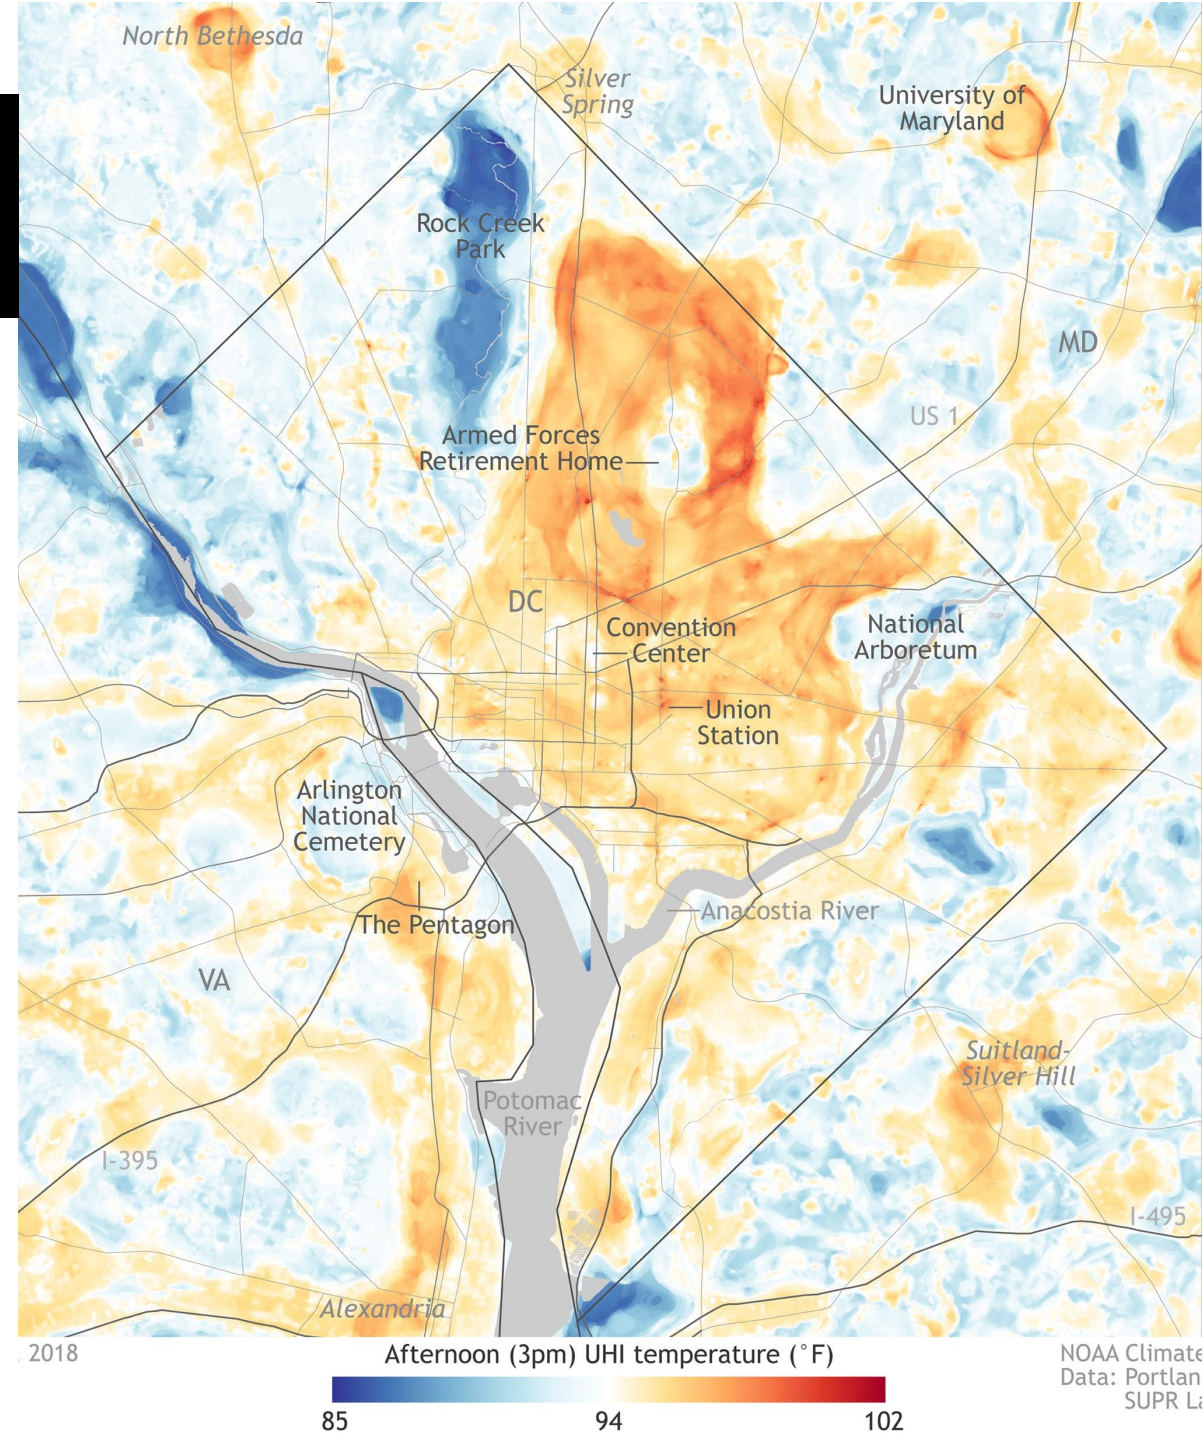 North Bethesda
Silver
Spring
University of
Maryland
Rock Creek
Park
MD
US 1
Armed Forces
Retirement Home
DC
Convention
Center
National
Arboretum
Union
Station
Arlington
National
Cemetery
The Pentagon
Anacostia River
VA
Suitland-
Silver Hill
Potomac
River
I-395
I-495
Alexandria
2018
Afternoon (3pm) UHI temperature (°F)
85
94
102
NOAA Climate
Data: Portlan
SUPR La